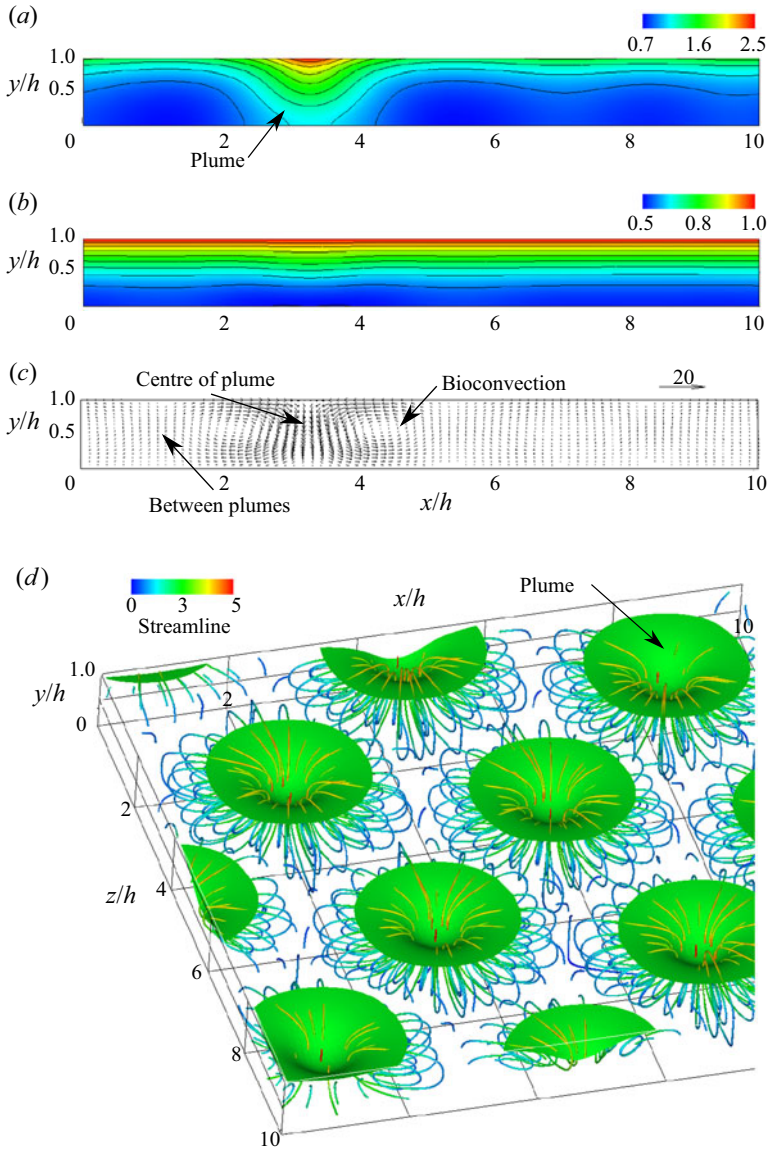 (a)
0.7 1.6 2.5
1.0
y/h 0.5
0 2 4 6 8 10
Plume
(b)
0.5 0.8 1.0
1.0
y/h 0.5
0 2 4 6 8 10
(c)
Centre of plume
Bioconvection
20
1.0
y/h 0.5
0 2 4 6 8 10
Between plumes
x/h
(d)
0 3 5
Streamline
x/h
Plume
10
1.0
y/h
2
0
2
4
z/h
6
8
10